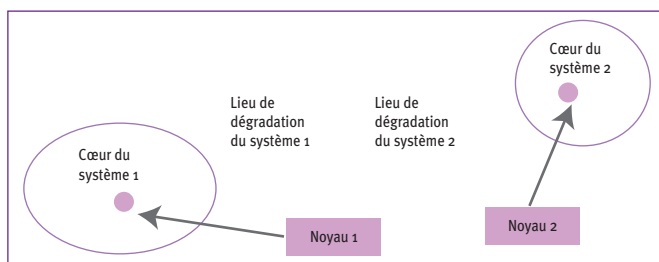 Cœur du
système 2
Lieu de
dégradation
du système 1
Lieu de
dégradation
du système 2
Cœur du
système 1
Noyau 1
Noyau 2